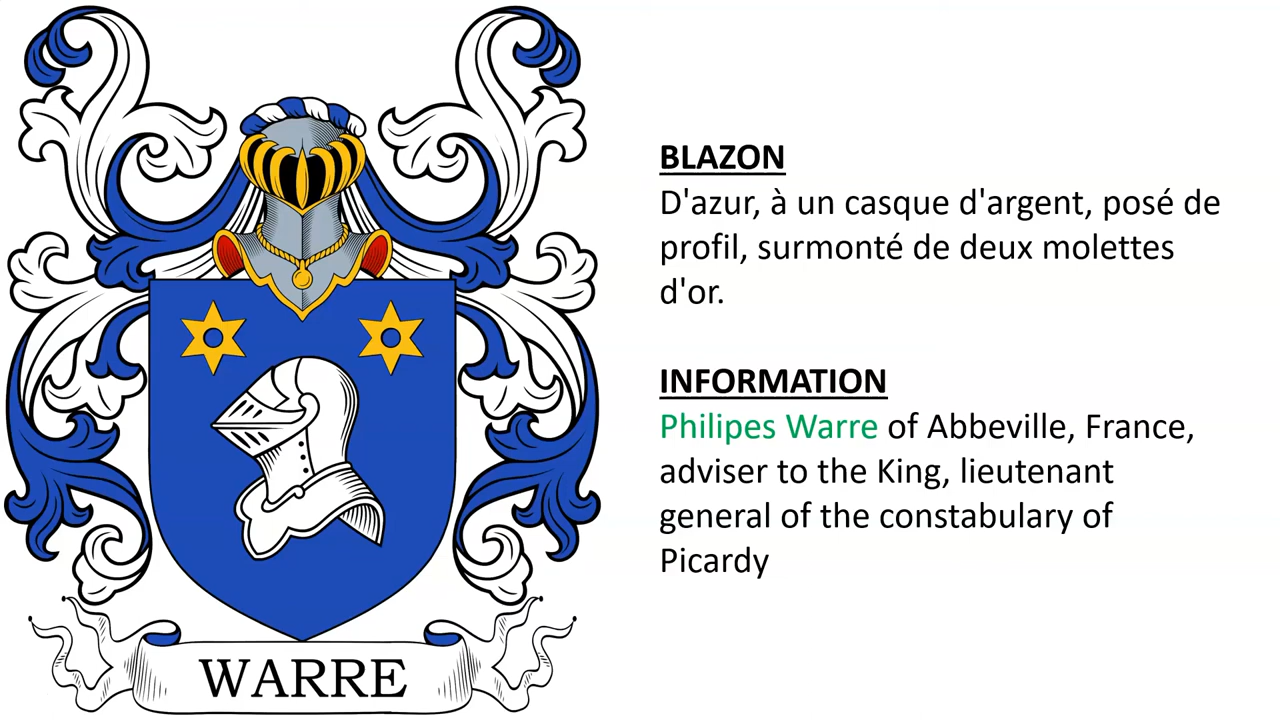 BLAZON
D'azur, à un casque d'argent, posé de
profil, surmonté de deux molettes
d'or.
INFORMATION
Philipes Warre of Abbeville, France,
adviser to the King, lieutenant
general of the constabulary of
Picardy
WARRE